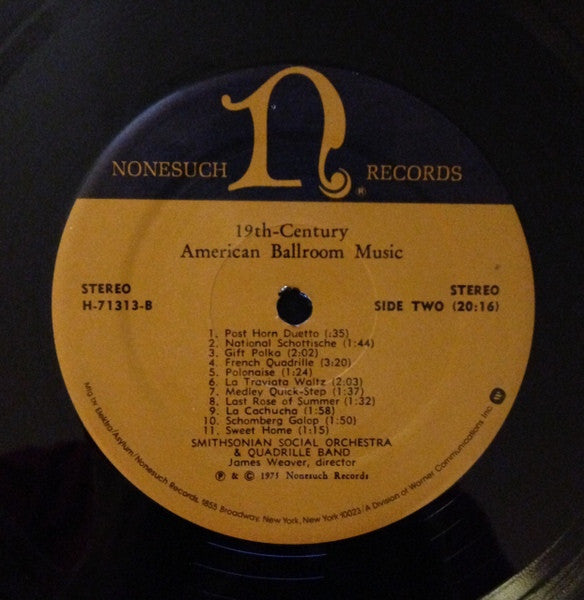 n
NONESUCH RECORDS
®
19th-Century
American Ballroom Music
STEREO
H-71313-B
STEREO
SIDE TWO (20:16)
1. Post Horn Duetto (:35)
2. National Schottische (1:44)
3. Gift Polka (2:02)
4. French Quadrille (3:20)
5. Polonaise (1:24)
6. La Traviata Waltz (2:03)
7. Medley Quick-Step (1:37)
8. Last Rose of Summer (1:32)
9. La Cachucha (1:58)
10. Schomberg Galop (1:50)
11. Sweet Home (1:15)
SMITHSONIAN SOCIAL ORCHESTRA
& QUADRILLE BAND
James Weaver, director
℗ & © 1975 Nonesuch Records
Mfg. by Elektra/Asylum/Nonesuch Records, 1855 Broadway, New York, New York 10023 / A Division of Warner Communications Inc.